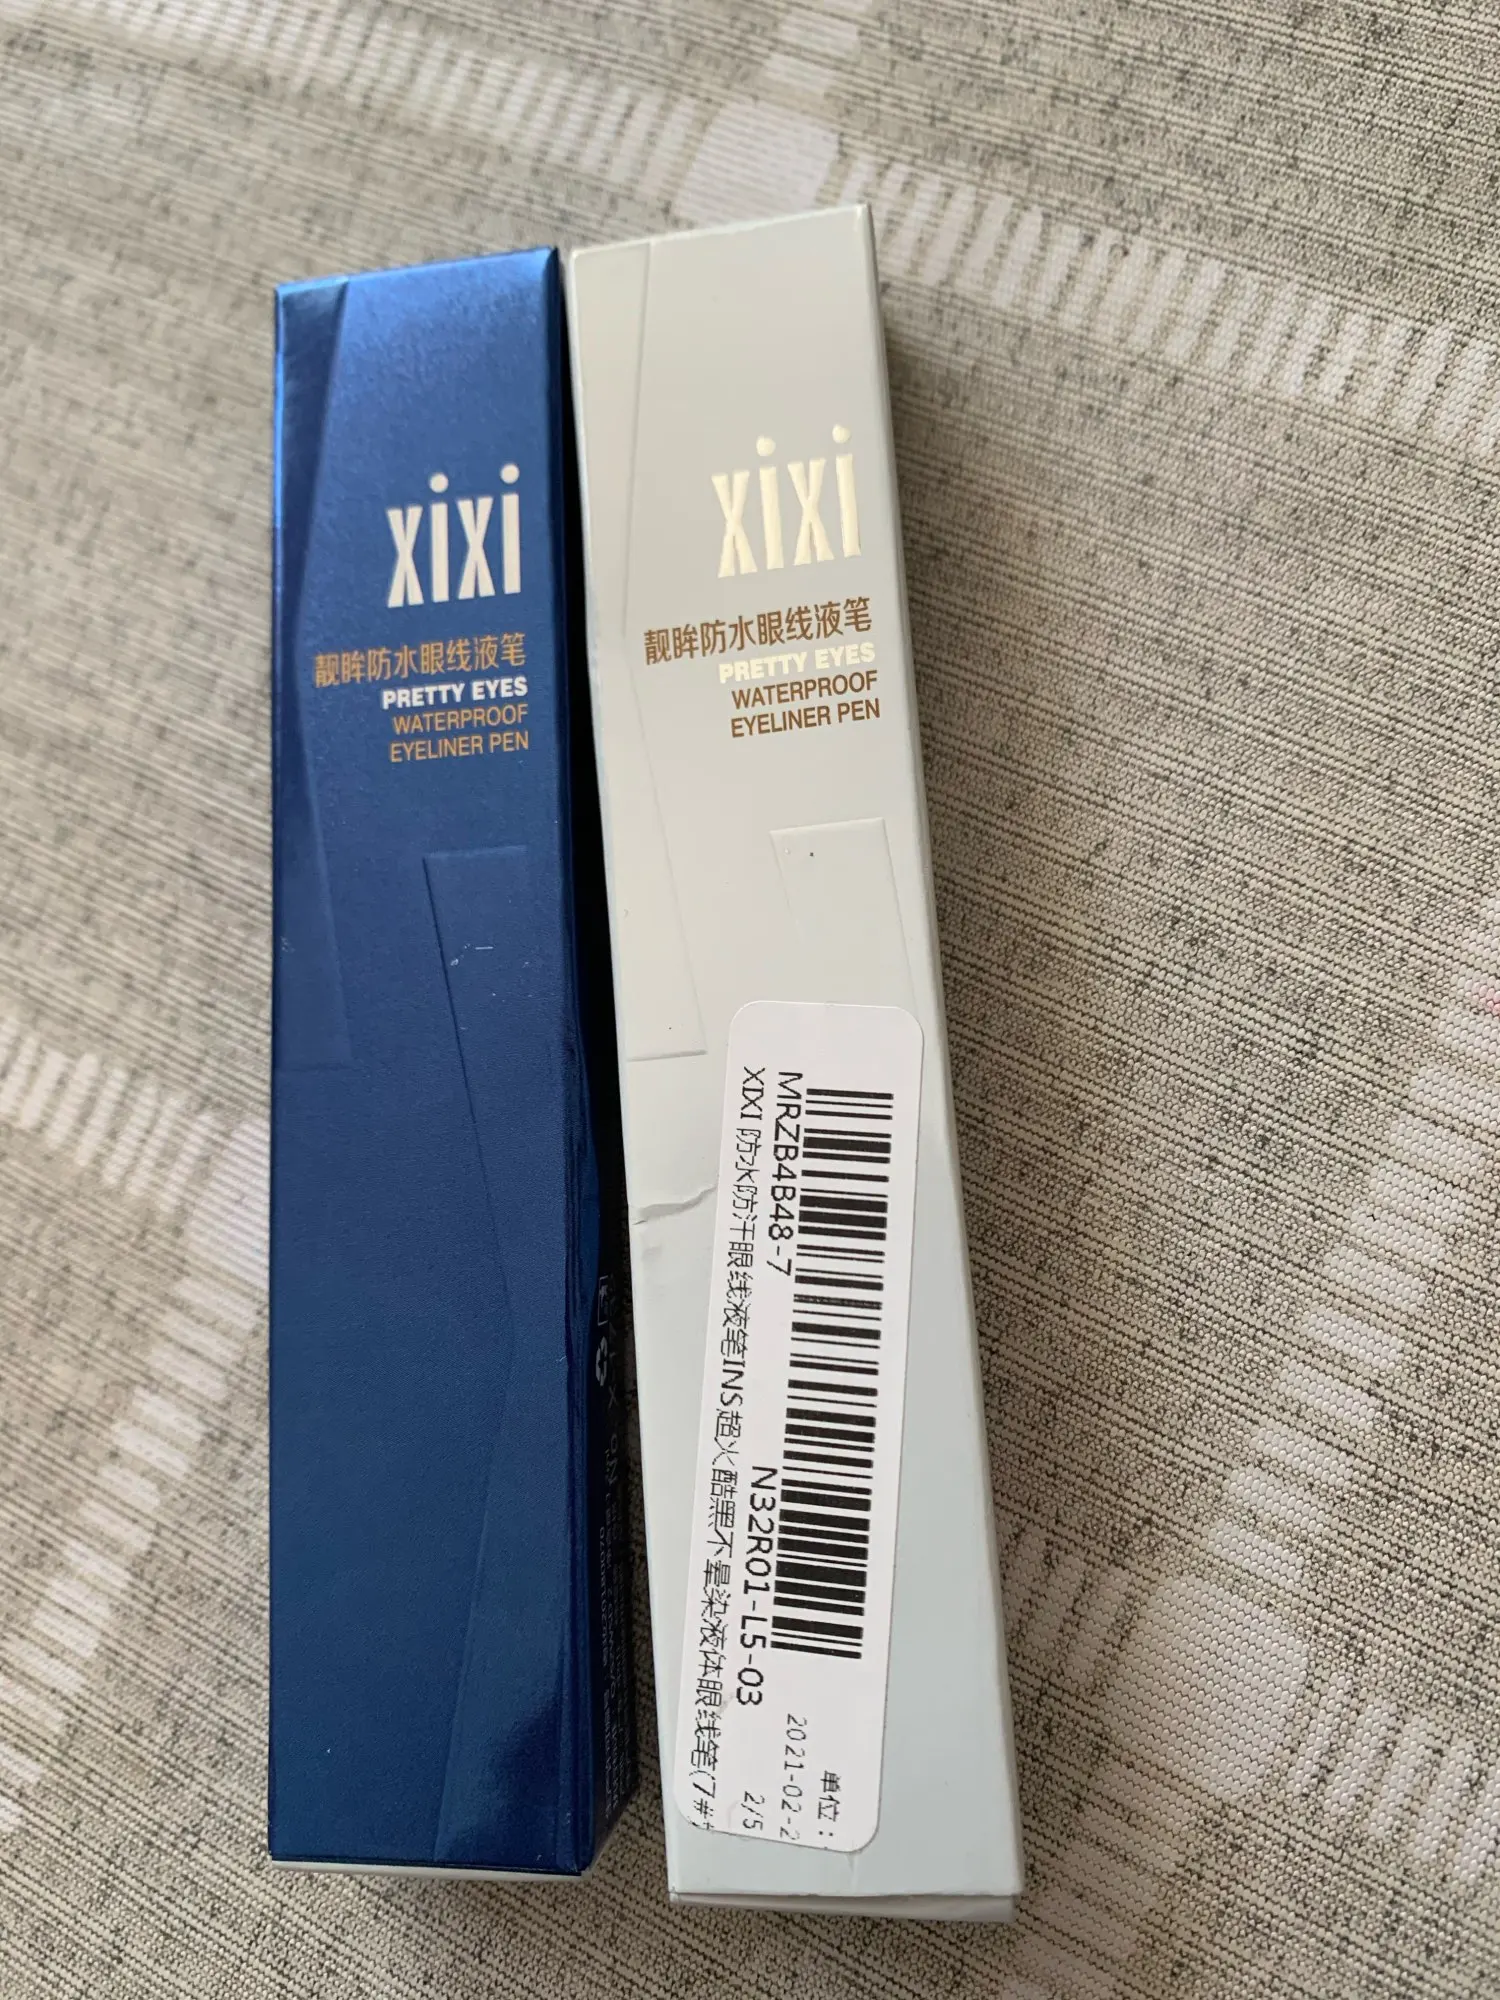 xixi
靓眸防水眼线液笔
PRETTY EYES
WATERPROOF
EYELINER PEN
xixi
靓眸防水眼线液笔
PRETTY EYES
WATERPROOF
EYELINER PEN
MRZB4B48-7
XIXI 防水防汗眼线液笔INS超火酷黑不晕染液体眼线笔(7#
N32R01-L5-03
2/5
2021-02-2
单位: